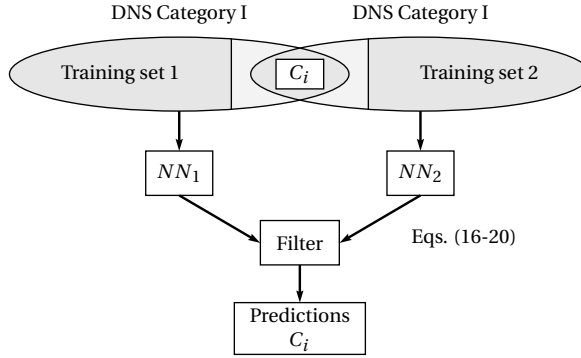 DNS Category I
DNS Category I
Training set 1
C_i
Training set 2
NN_1
NN_2
Filter
Eqs. (16-20)
Predictions
C_i